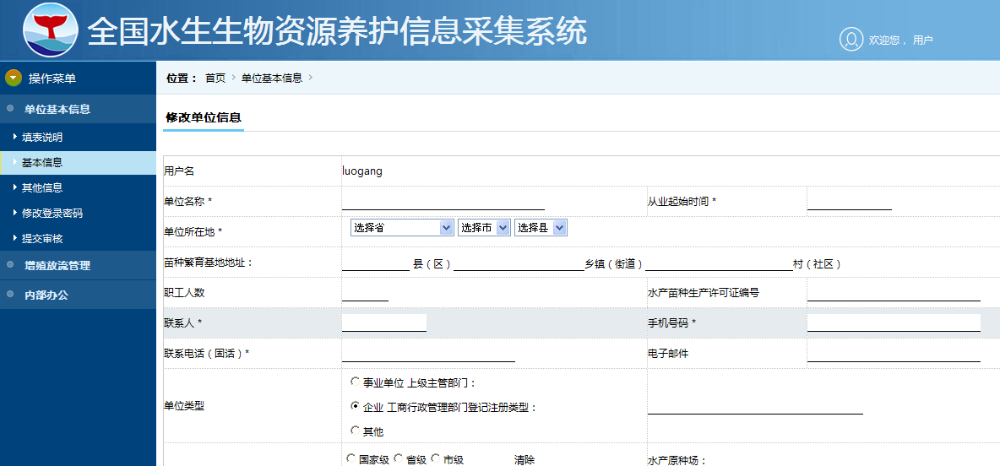 全国水生生物资源养护信息采集系统
欢迎您， 用户
操作菜单
位置： 首页 单位基本信息
单位基本信息
填表说明
基本信息
其他信息
修改登录密码
提交审核
增殖放流管理
内部办公
修改单位信息
用户名 luogang
单位名称 * 从业起始时间 *
单位所在地 * 选择省 选择市 选择县
苗种繁育基地地址： 县（区） 乡镇（街道） 村（社区）
职工人数 水产苗种生产许可证编号
联系人 * 手机号码 *
联系电话（固话）* 电子邮件
单位类型
事业单位 上级主管部门：
企业 工商行政管理部门登记注册类型：
其他
国家级 省级 市级 清除 水产原种场：